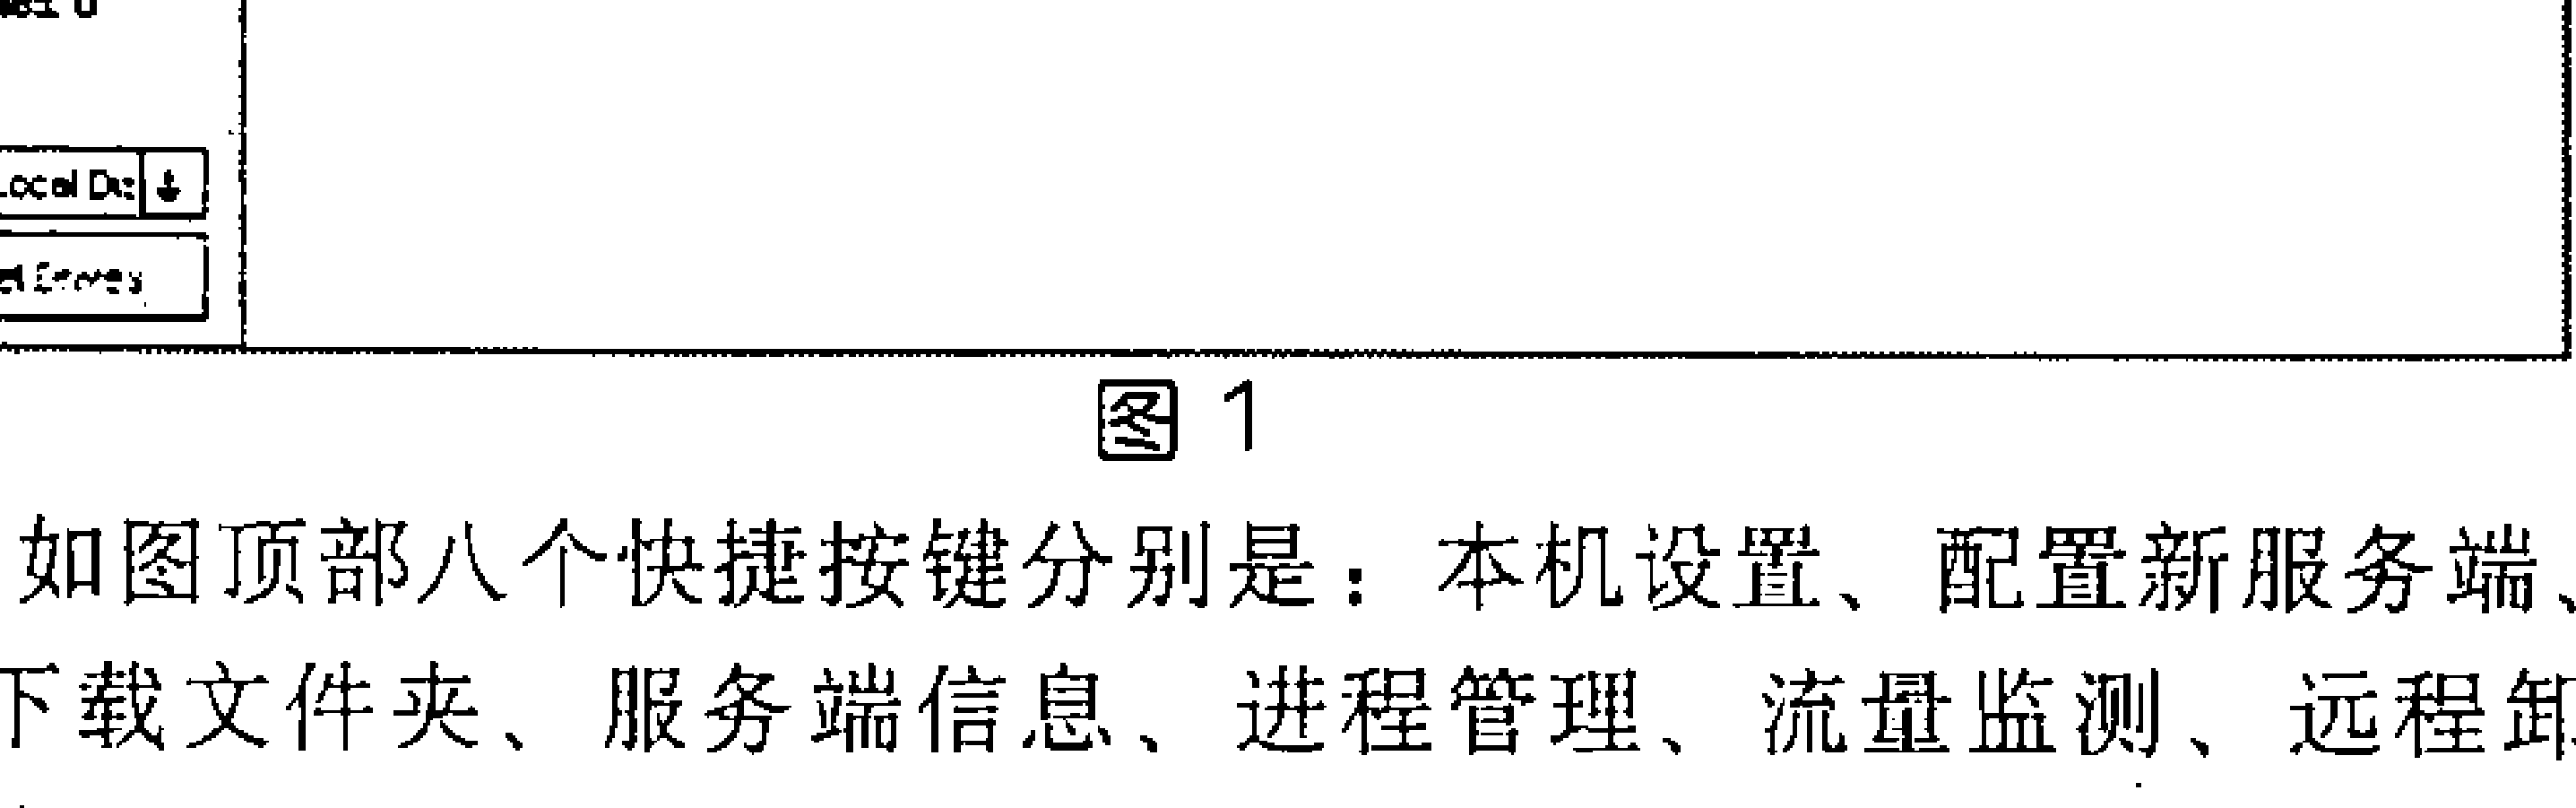 Local
图 1
如图顶部八个快捷按键分别是：本机设置、配置新服务端、
下载文件夹、服务端信息、进程管理、流量监测、远程卸